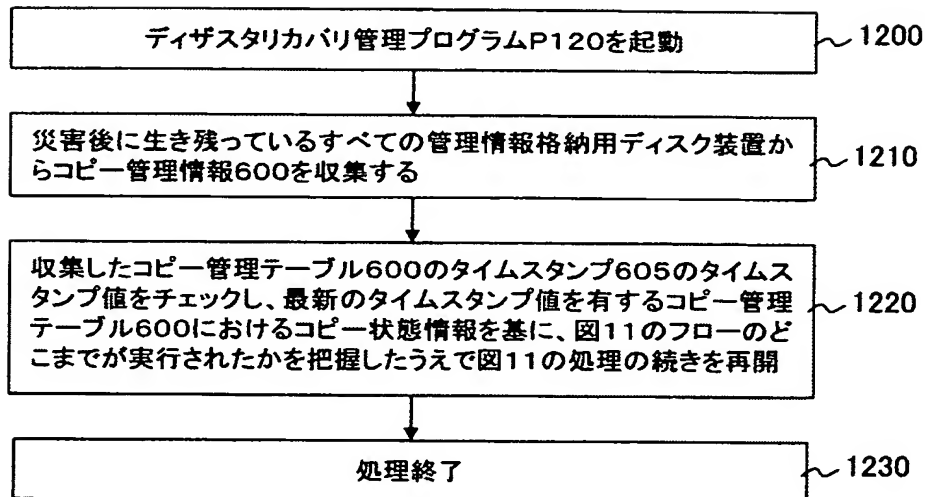 ディザスタリカバリ管理プログラムP120を起動
1200
災害後に生き残っているすべての管理情報格納用ディスク装置か
らコピー管理情報600を収集する
1210
収集したコピー管理テーブル600のタイムスタンプ605のタイムス
タンプ値をチェックし、最新のタイムスタンプ値を有するコピー管理
テーブル600におけるコピー状態情報を基に、図11のフローのど
こまでが実行されたかを把握したうえで図11の処理の続きを再開
1220
処理終了
1230